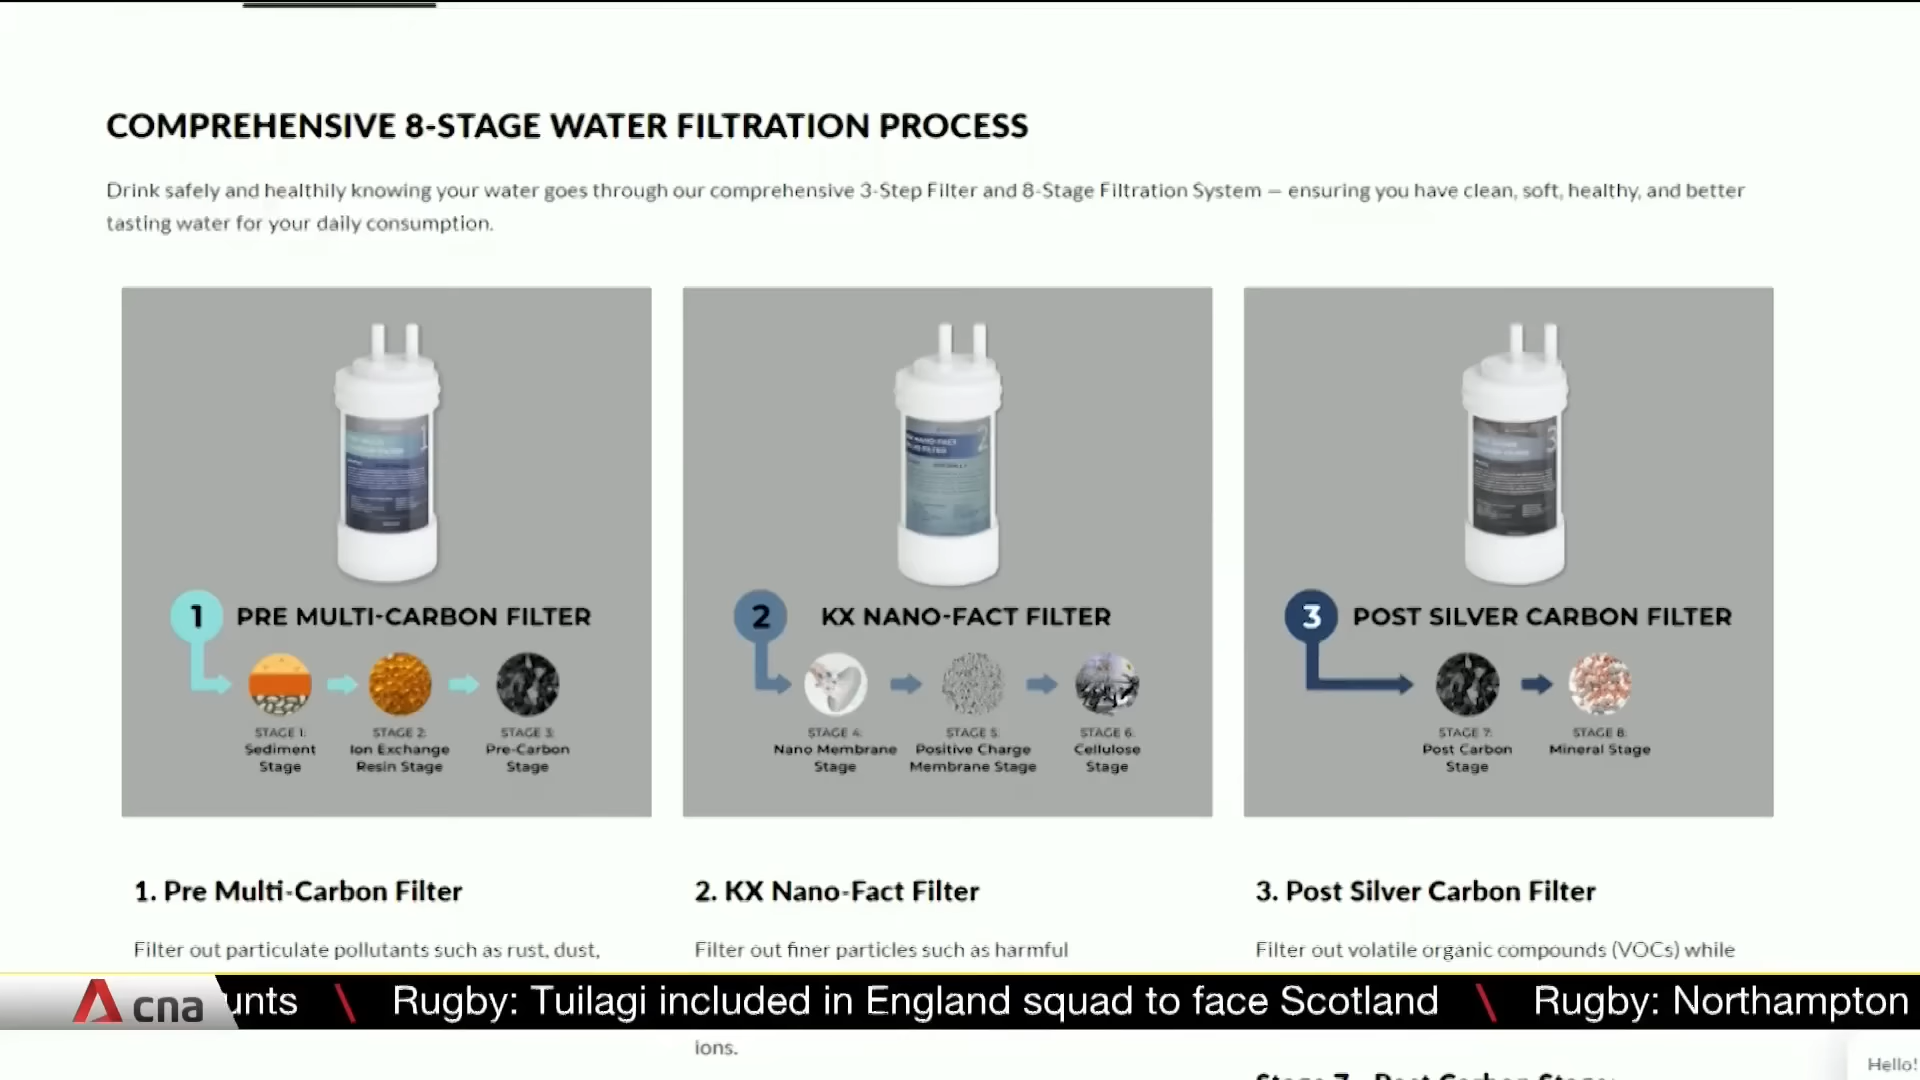 COMPREHENSIVE 8-STAGE WATER FILTRATION PROCESS
Drink safely and healthily knowing your water goes through our comprehensive 3-Step Filter and 8-Stage Filtration System — ensuring you have clean, soft, healthy, and better
tasting water for your daily consumption.
1
2
3
1 PRE MULTI-CARBON FILTER
STAGE 1:
Sediment
Stage
STAGE 2:
Ion Exchange
Resin Stage
STAGE 3:
Pre-Carbon
Stage
2 KX NANO-FACT FILTER
STAGE 4:
Nano Membrane
Stage
STAGE 5:
Positive Charge
Membrane Stage
STAGE 6:
Cellulose
Stage
3 POST SILVER CARBON FILTER
STAGE 7:
Post Carbon
Stage
STAGE 8:
Mineral Stage
1. Pre Multi-Carbon Filter
Filter out particulate pollutants such as rust, dust,
2. KX Nano-Fact Filter
Filter out finer particles such as harmful
3. Post Silver Carbon Filter
Filter out volatile organic compounds (VOCs) while
cna
unts \ Rugby: Tuilagi included in England squad to face Scotland \ Rugby: Northampton
ions.
Hello!